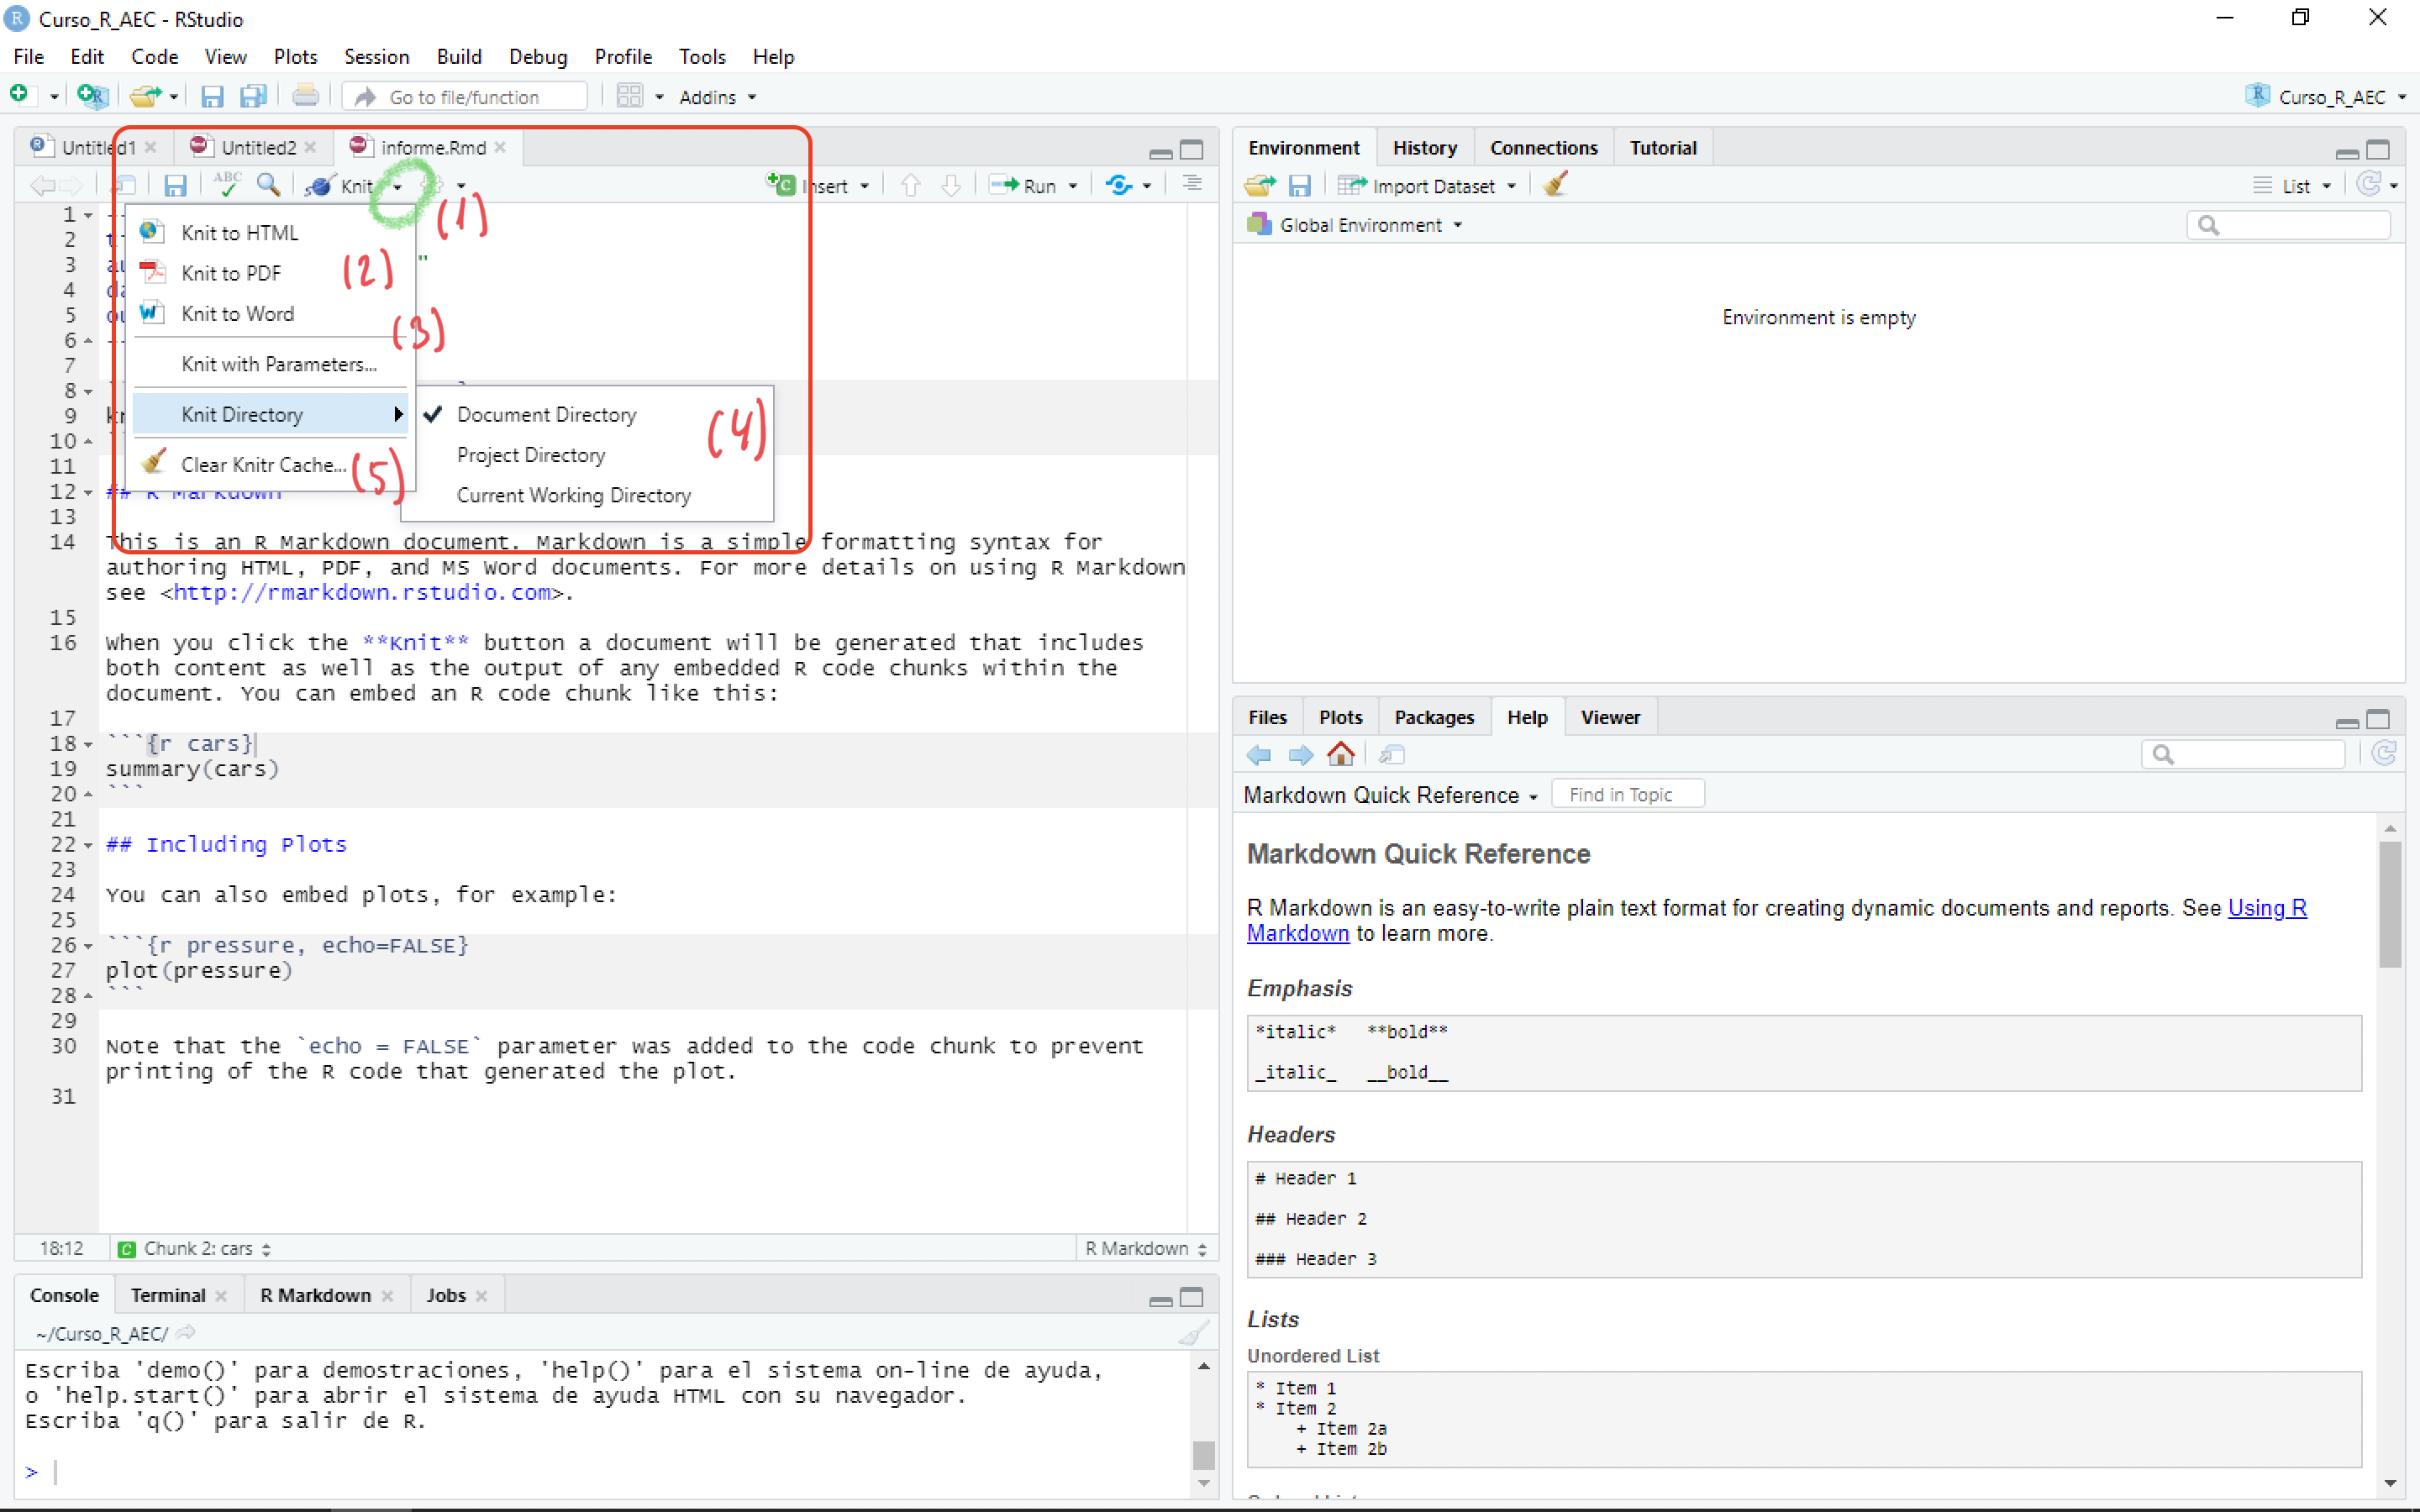 Curso_R_AEC - RStudio
File Edit Code View Plots Session Build Debug Profile Tools Help
Go to file/function Addins Curso_R_AEC
Untitled1 Untitled2 informe.Rmd
ABC Knit Insert Run
(1)
Knit to HTML
Knit to PDF (2)
Knit to Word
(3)
Knit with Parameters...
Knit Directory
Document Directory (4)
Project Directory
Current Working Directory
Clear Knitr Cache... (5)
1
2
3 "
4
5
6
7
8
9
10
11
12 ## R Markdown
13
14 This is an R Markdown document. Markdown is a simple formatting syntax for
authoring HTML, PDF, and MS Word documents. For more details on using R Markdown
see <http://rmarkdown.rstudio.com>.
15
16 When you click the **Knit** button a document will be generated that includes
both content as well as the output of any embedded R code chunks within the
document. You can embed an R code chunk like this:
17
18 ```{r cars}
19 summary(cars)
20 ```
21
22 ## Including Plots
23
24 You can also embed plots, for example:
25
26 ```{r pressure, echo=FALSE}
27 plot(pressure)
28 ```
29
30 Note that the `echo = FALSE` parameter was added to the code chunk to prevent
printing of the R code that generated the plot.
31
18:12 C Chunk 2: cars R Markdown
Console Terminal R Markdown Jobs
~/Curso_R_AEC/
Escriba 'demo()' para demostraciones, 'help()' para el sistema on-line de ayuda,
o 'help.start()' para abrir el sistema de ayuda HTML con su navegador.
Escriba 'q()' para salir de R.
>
Environment History Connections Tutorial
Import Dataset List
Global Environment
Environment is empty
Files Plots Packages Help Viewer
Markdown Quick Reference Find in Topic
Markdown Quick Reference
R Markdown is an easy-to-write plain text format for creating dynamic documents and reports. See Using R
Markdown to learn more.
Emphasis
*italic* **bold**
_italic_ __bold__
Headers
# Header 1
## Header 2
### Header 3
Lists
Unordered List
* Item 1
* Item 2
+ Item 2a
+ Item 2b